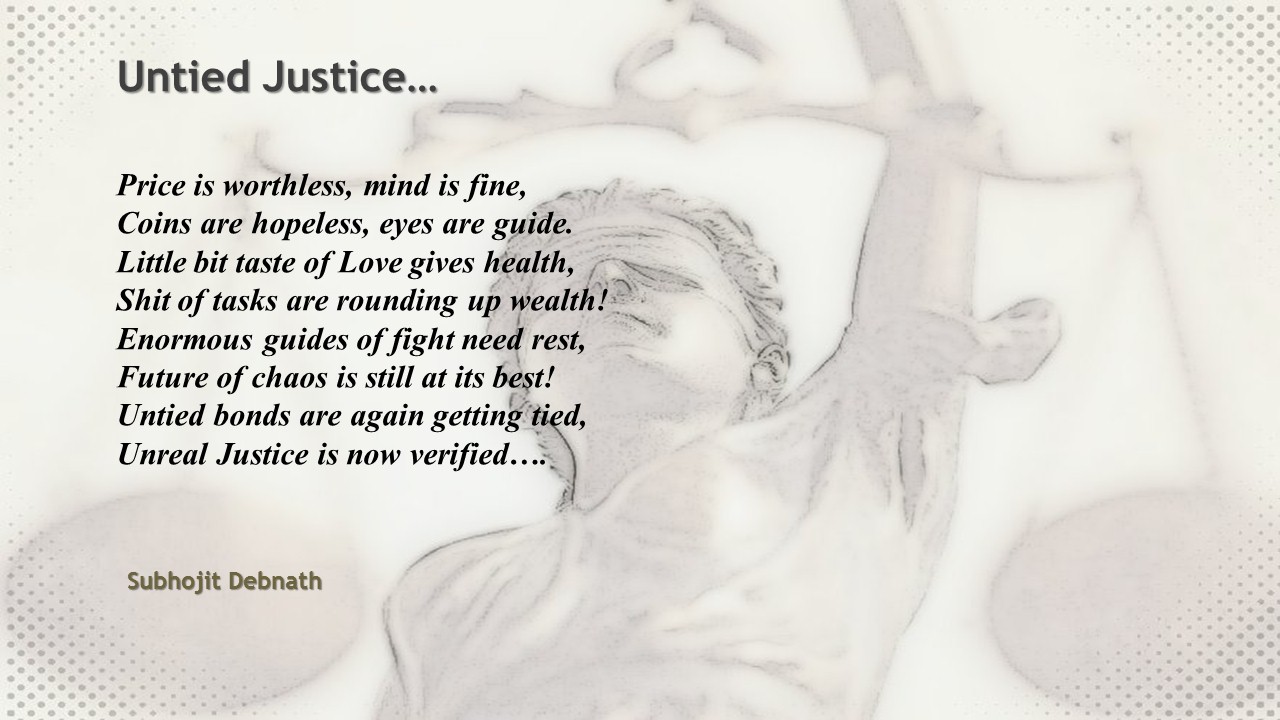 Untied Justice...
Price is worthless, mind is fine,
Coins are hopeless, eyes are guide.
Little bit taste of Love gives health,
Shit of tasks are rounding up wealth!
Enormous guides of fight need rest,
Future of chaos is still at its best!
Untied bonds are again getting tied,
Unreal Justice is now verified….
Subhojit Debnath